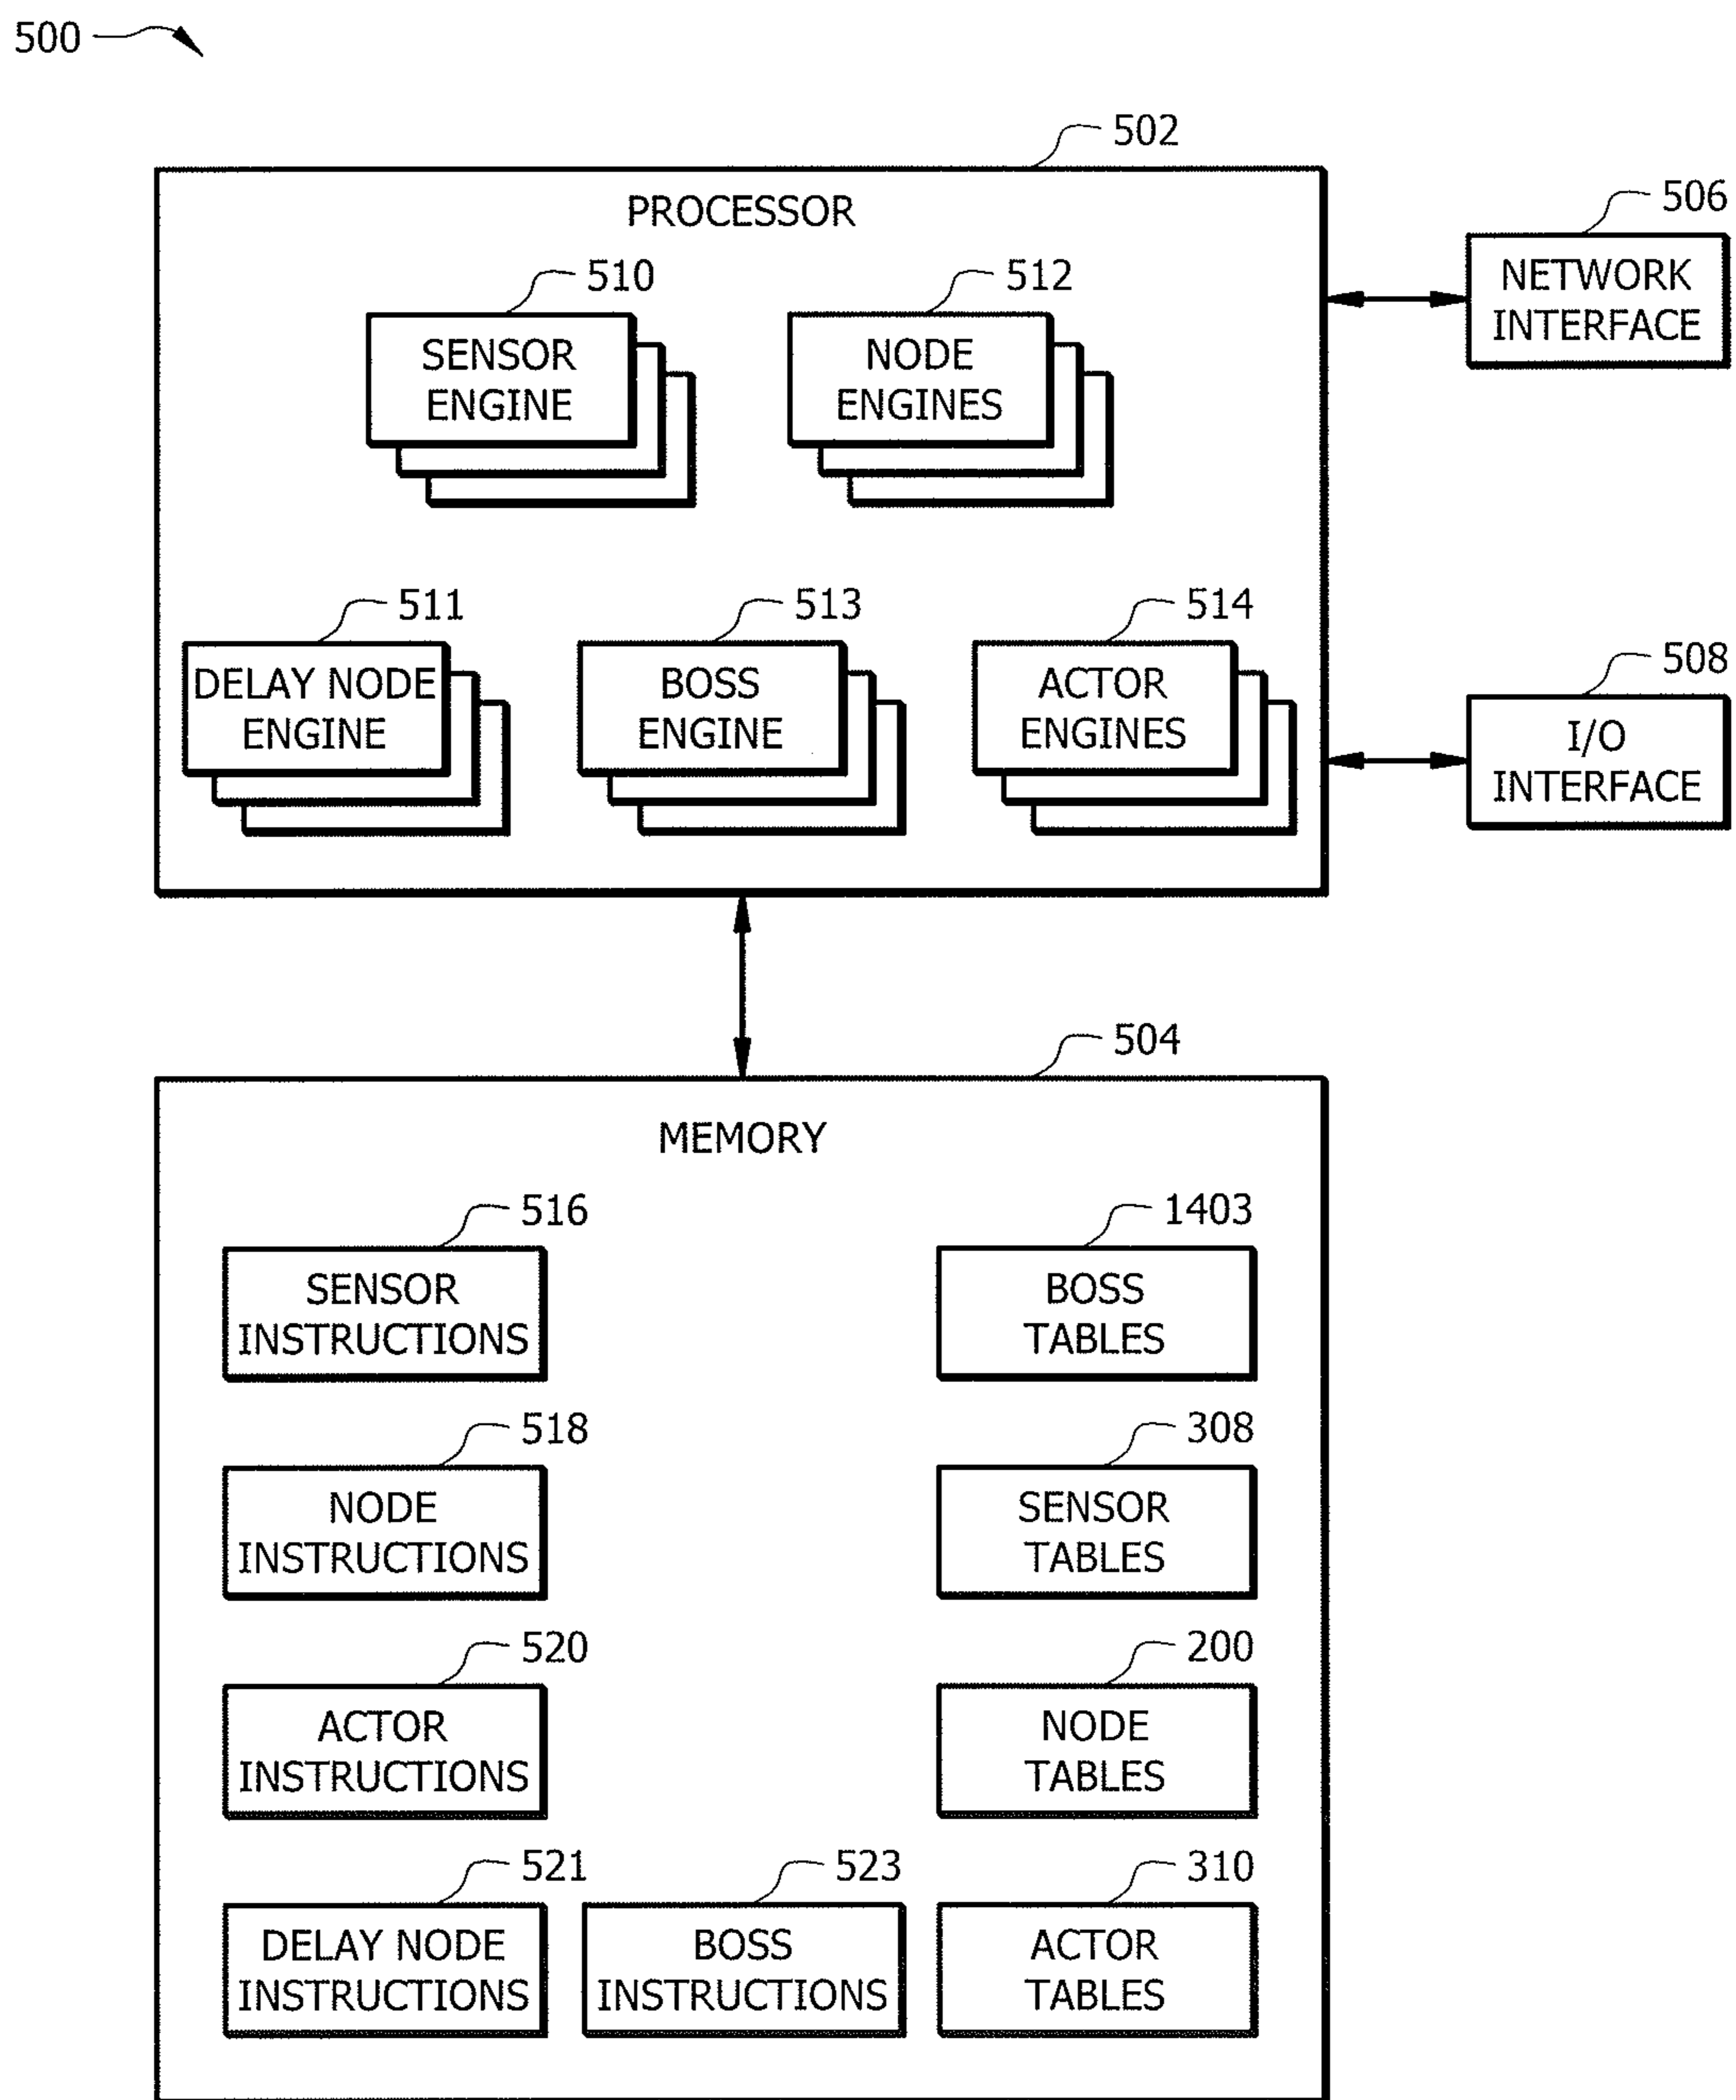 500
502
PROCESSOR
506
NETWORK
INTERFACE
510
SENSOR
ENGINE
512
NODE
ENGINES
511
DELAY NODE
ENGINE
513
BOSS
ENGINE
514
ACTOR
ENGINES
508
I/O
INTERFACE
504
MEMORY
516
SENSOR
INSTRUCTIONS
1403
BOSS
TABLES
518
NODE
INSTRUCTIONS
308
SENSOR
TABLES
520
ACTOR
INSTRUCTIONS
200
NODE
TABLES
521
DELAY NODE
INSTRUCTIONS
523
BOSS
INSTRUCTIONS
310
ACTOR
TABLES